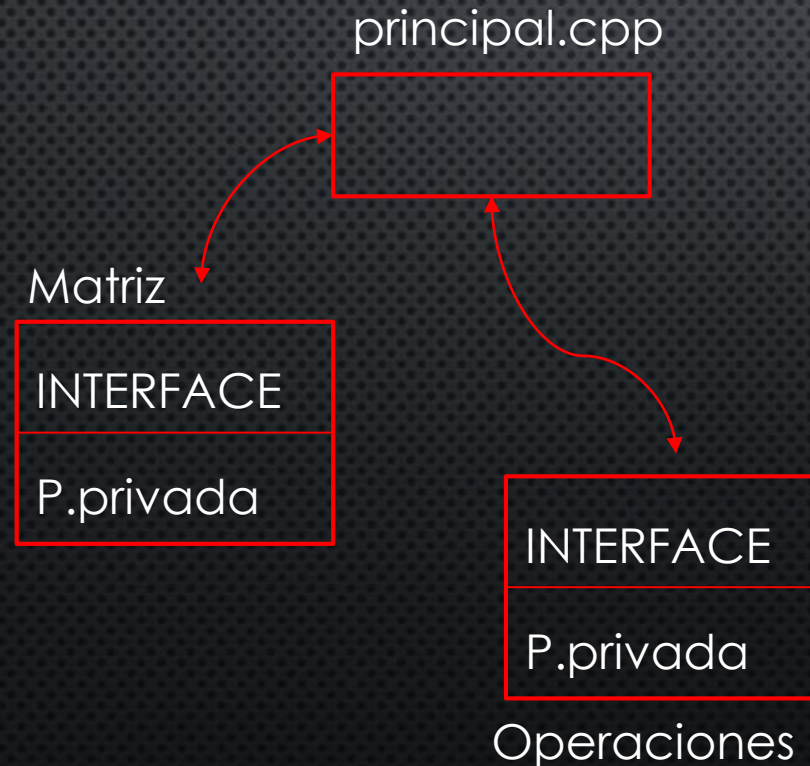 principal.cpp
Matriz
INTERFACE
P.privada
INTERFACE
P.privada
Operaciones